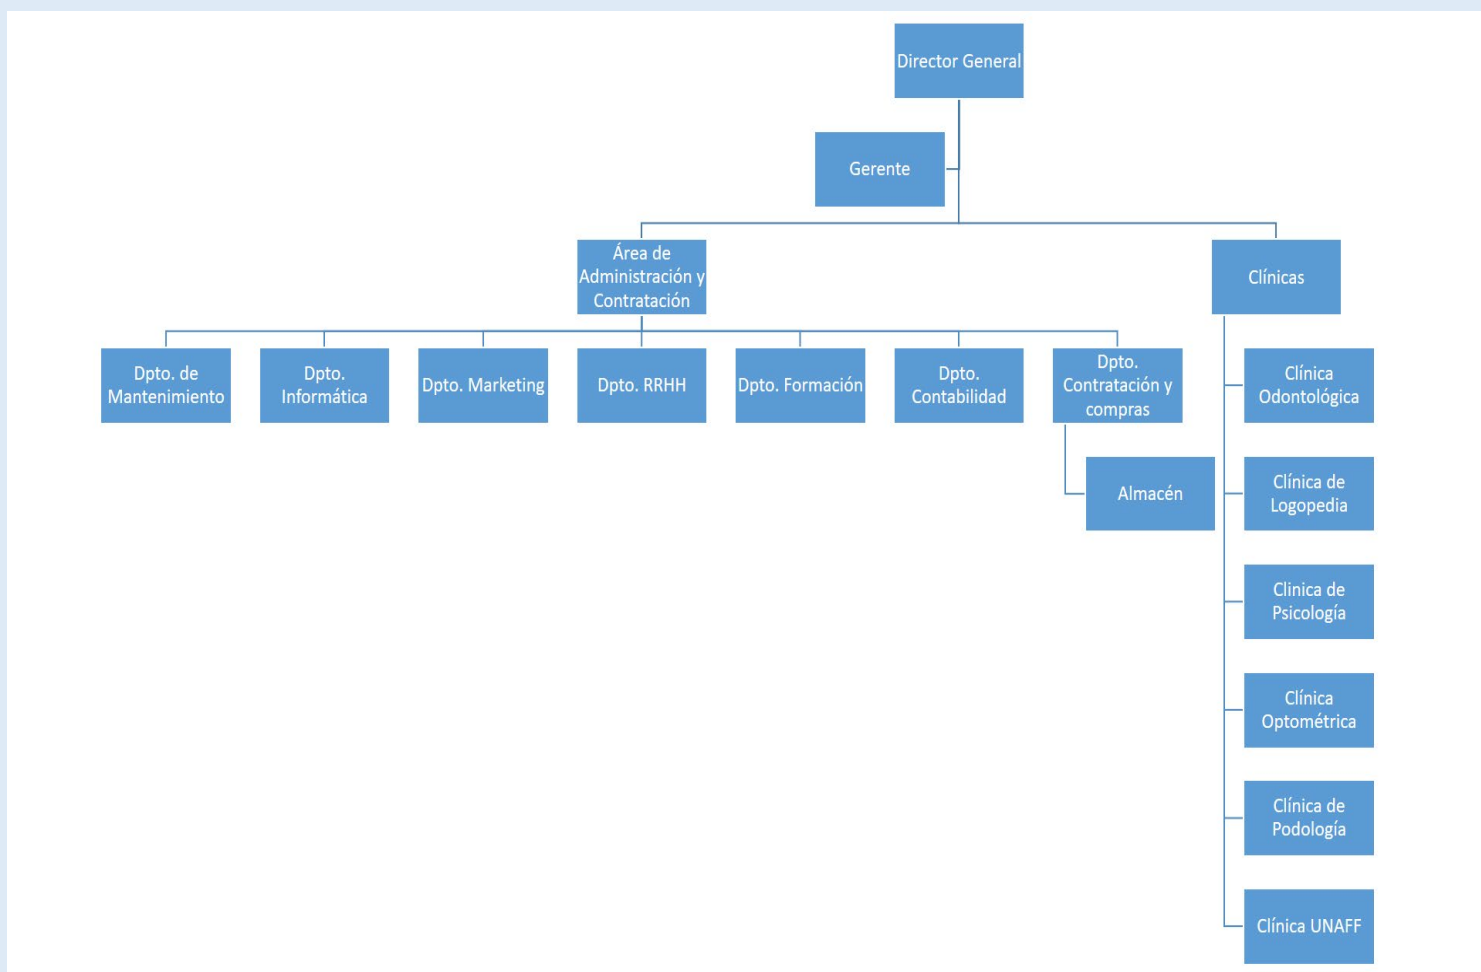 Director General
Gerente
Área de
Administración y
Contratación
Clínicas
Dpto. de
Mantenimiento
Dpto.
Informática
Dpto. Marketing
Dpto. RRHH
Dpto. Formación
Dpto.
Contabilidad
Dpto.
Contratación y
compras
Almacén
Clínica
Odontológica
Clínica de
Logopedia
Clinica de
Psicología
Clínica
Optométrica
Clínica de
Podología
Clínica UNAFF